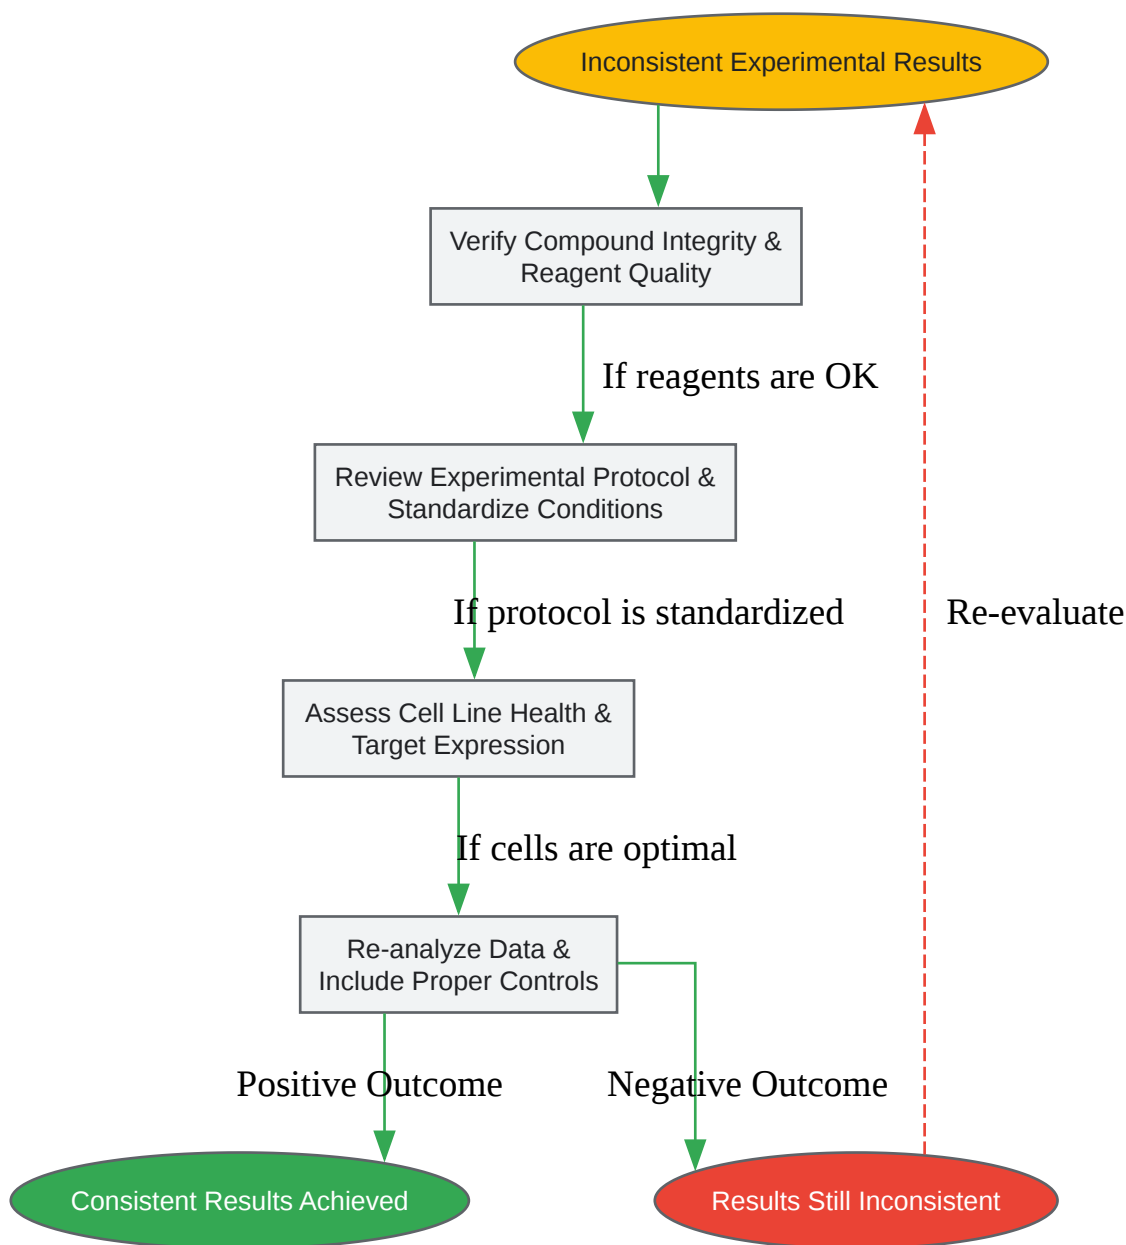 Inconsistent Experimental Results
Verify Compound Integrity &
Reagent Quality
If reagents are OK
Review Experimental Protocol &
Standardize Conditions
If protocol is standardized
Re-evaluate
Assess Cell Line Health &
Target Expression
If cells are optimal
Re-analyze Data &
Include Proper Controls
Positive Outcome
Negative Outcome
Consistent Results Achieved
Results Still Inconsistent